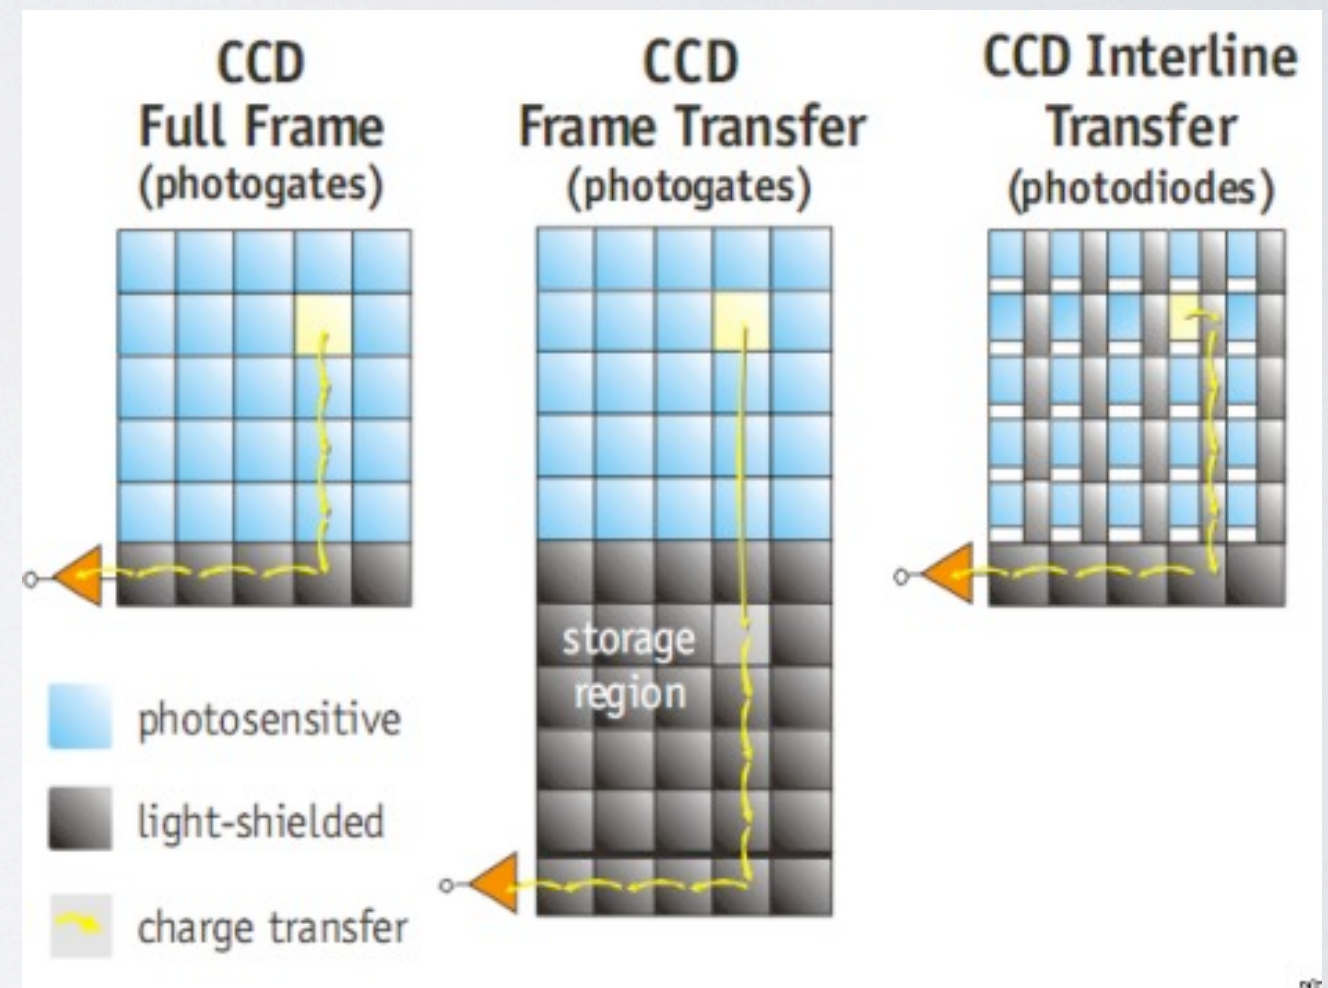 CCD
Full Frame
(photogates)
CCD
Frame Transfer
(photogates)
CCD Interline
Transfer
(photodiodes)
storage
region
photosensitive
light-shielded
charge transfer